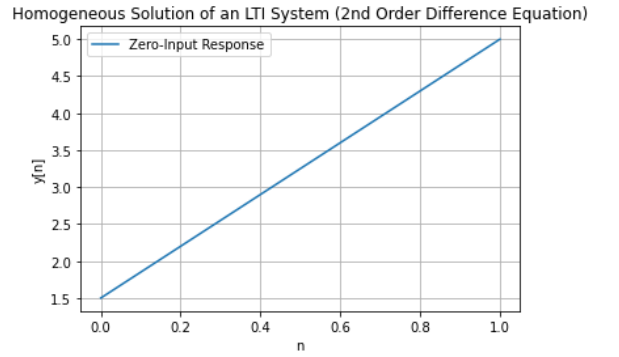 Homogeneous Solution of an LTI System (2nd Order Difference Equation)
Zero-Input Response
5.0
4.5
4.0
3.5
3.0
2.5
2.0
1.5
y[n]
0.0 0.2 0.4 0.6 0.8 1.0
n